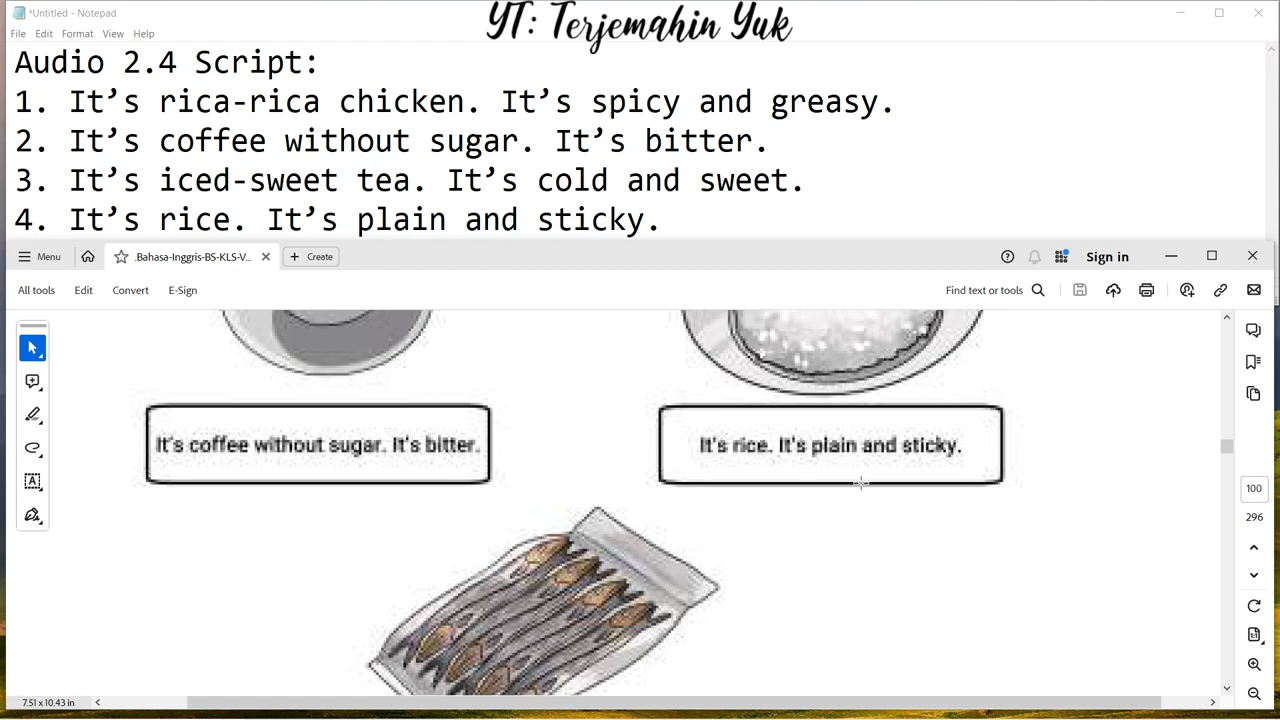 *Untitled - Notepad
YT: Terjemahin Yuk
File Edit Format View Help
Audio 2.4 Script:
1. It’s rica-rica chicken. It’s spicy and greasy.
2. It’s coffee without sugar. It’s bitter.
3. It’s iced-sweet tea. It’s cold and sweet.
4. It’s rice. It’s plain and sticky.
Menu
.Bahasa-Inggris-BS-KLS-V...
Create
Sign in
All tools Edit Convert E-Sign
Find text or tools
It's coffee without sugar. It's bitter.
It's rice. It's plain and sticky.
100
296
7.51 x 10.43 in